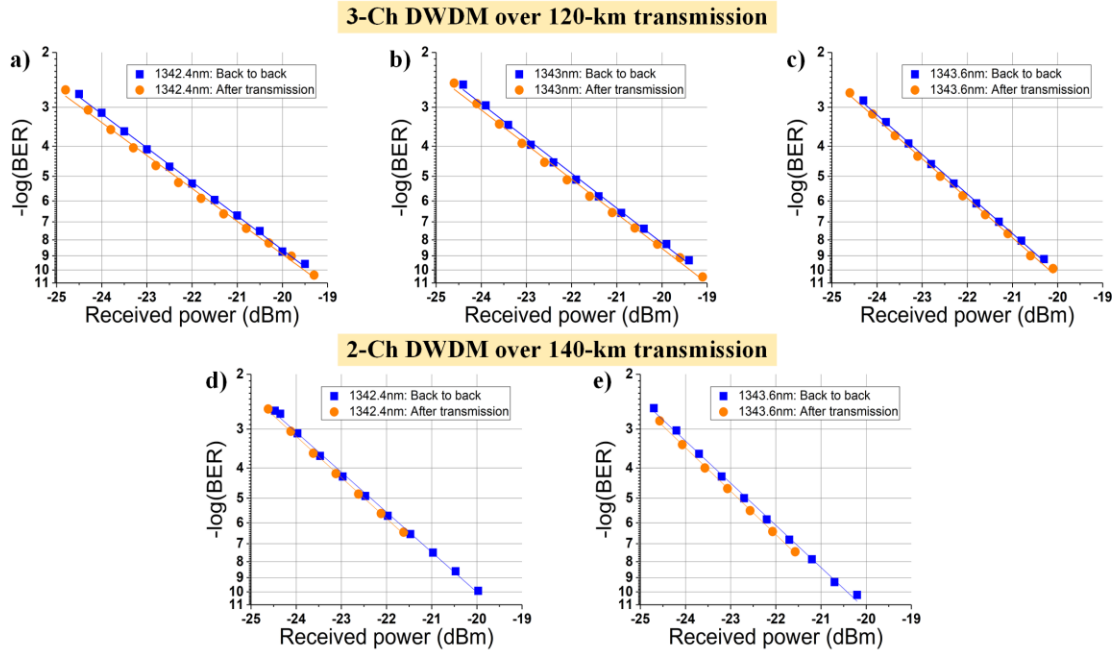 3-Ch DWDM over 120-km transmission
a)
1342.4nm: Back to back
1342.4nm: After transmission
-log(BER)
2
3
4
5
6
7
8
9
10
11
-25 -24 -23 -22 -21 -20 -19
Received power (dBm)
b)
1343nm: Back to back
1343nm: After transmission
-log(BER)
2
3
4
5
6
7
8
9
10
11
-25 -24 -23 -22 -21 -20 -19
Received power (dBm)
c)
1343.6nm: Back to back
1343.6nm: After transmission
-log(BER)
2
3
4
5
6
7
8
9
10
11
-25 -24 -23 -22 -21 -20 -19
Received power (dBm)
2-Ch DWDM over 140-km transmission
d)
1342.4nm: Back to back
1342.4nm: After transmission
-log(BER)
2
3
4
5
6
7
8
9
10
11
-25 -24 -23 -22 -21 -20 -19
Received power (dBm)
e)
1343.6nm: Back to back
1343.6nm: After transmission
-log(BER)
2
3
4
5
6
7
8
9
10
11
-25 -24 -23 -22 -21 -20 -19
Received power (dBm)